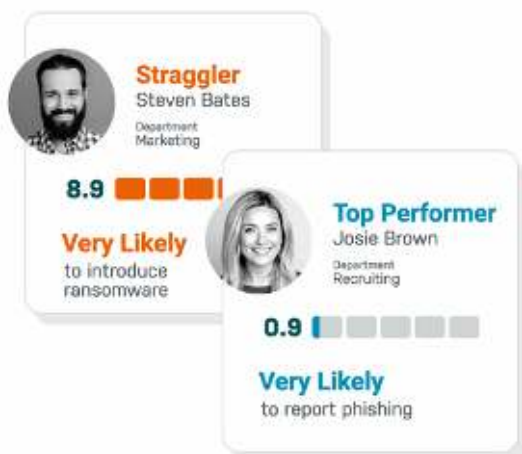 Straggler
Steven Bates
Department
Marketing
8.9
Very Likely
to introduce
ransomware
Top Performer
Josie Brown
Department
Recruiting
0.9
Very Likely
to report phishing